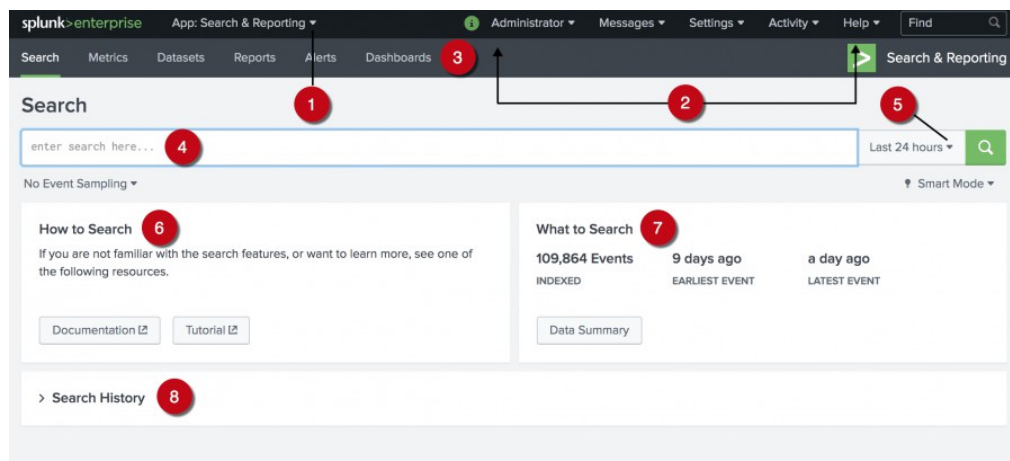 splunk>enterprise App: Search & Reporting i Administrator Messages Settings Activity Help Find
Search Metrics Datasets Reports Alerts Dashboards 3 > Search & Reporting
1 2 5
Search
enter search here... 4 Last 24 hours
No Event Sampling Smart Mode
How to Search 6
If you are not familiar with the search features, or want to learn more, see one of
the following resources.
Documentation Tutorial
What to Search 7
109,864 Events 9 days ago a day ago
INDEXED EARLIEST EVENT LATEST EVENT
Data Summary
> Search History 8